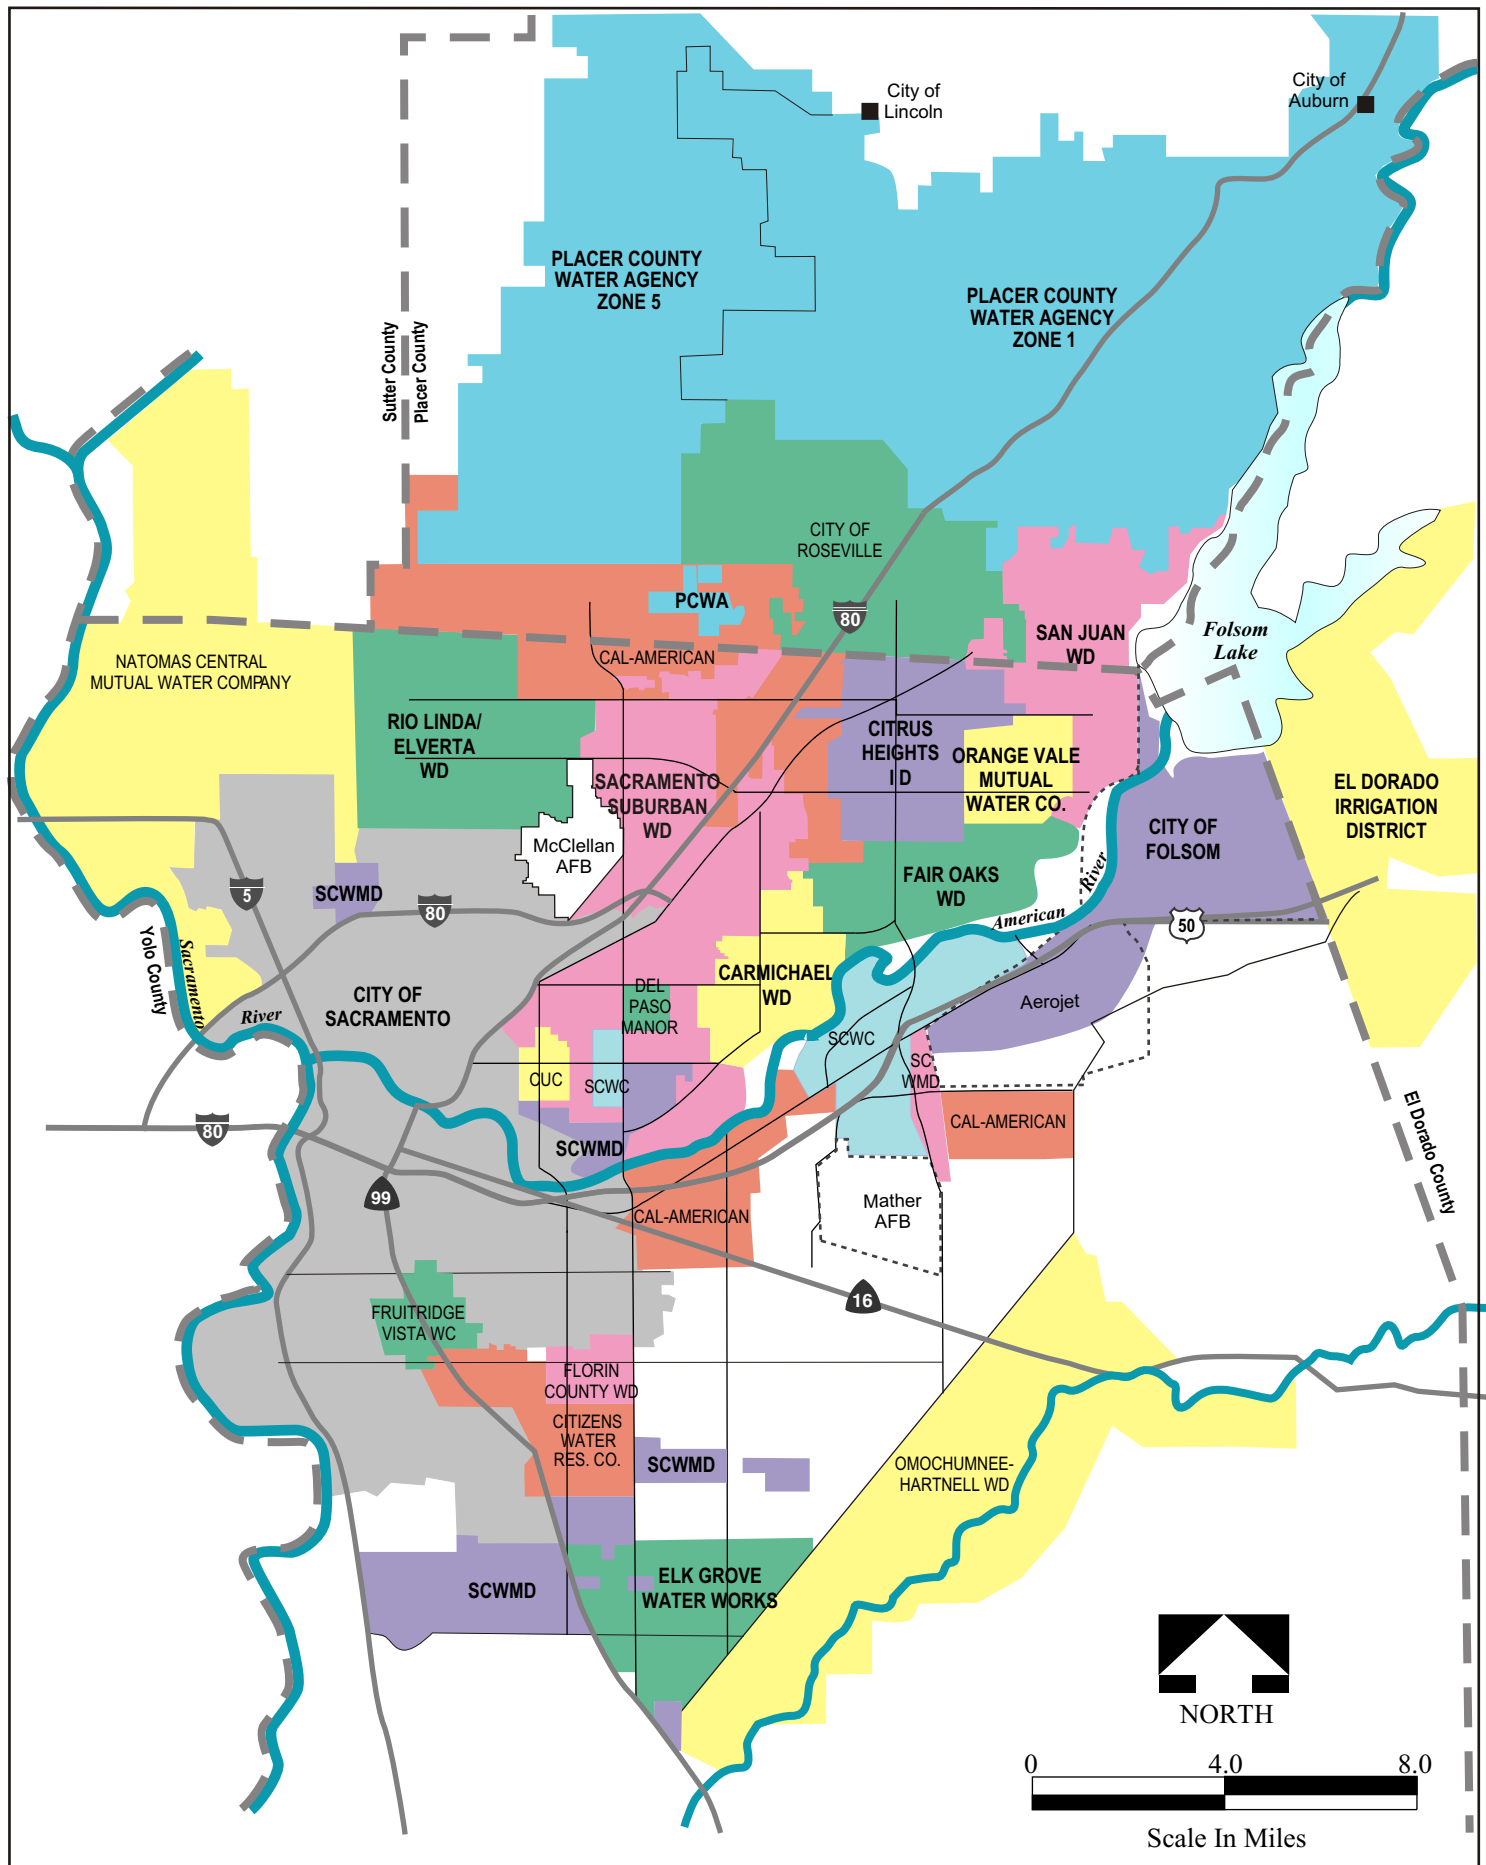 City of
Lincoln
City of
Auburn
PLACER COUNTY
WATER AGENCY
ZONE 5
PLACER COUNTY
WATER AGENCY
ZONE 1
Sutter County
Placer County
CITY OF
ROSEVILLE
PCWA
80
SAN JUAN
WD
Folsom
Lake
NATOMAS CENTRAL
MUTUAL WATER COMPANY
CAL-AMERICAN
RIO LINDA/
ELVERTA
WD
CITRUS
HEIGHTS
I D
ORANGE VALE
MUTUAL
WATER CO.
SACRAMENTO
SUBURBAN
WD
EL DORADO
IRRIGATION
DISTRICT
CITY OF
FOLSOM
McClellan
AFB
FAIR OAKS
WD
River
American
SCWMD
5
80
50
Yolo County
Sacramento
River
CITY OF
SACRAMENTO
CARMICHAEL
WD
DEL
PASO
MANOR
Aerojet
SCWC
SC
WMD
CUC
SCWC
CAL-AMERICAN
80
SCWMD
El Dorado County
99
Mather
AFB
CAL-AMERICAN
16
FRUITRIDGE
VISTA WC
FLORIN
COUNTY WD
CITIZENS
WATER
RES. CO.
SCWMD
OMOCHUMNEE-
HARTNELL WD
SCWMD
ELK GROVE
WATER WORKS
NORTH
0 4.0 8.0
Scale In Miles